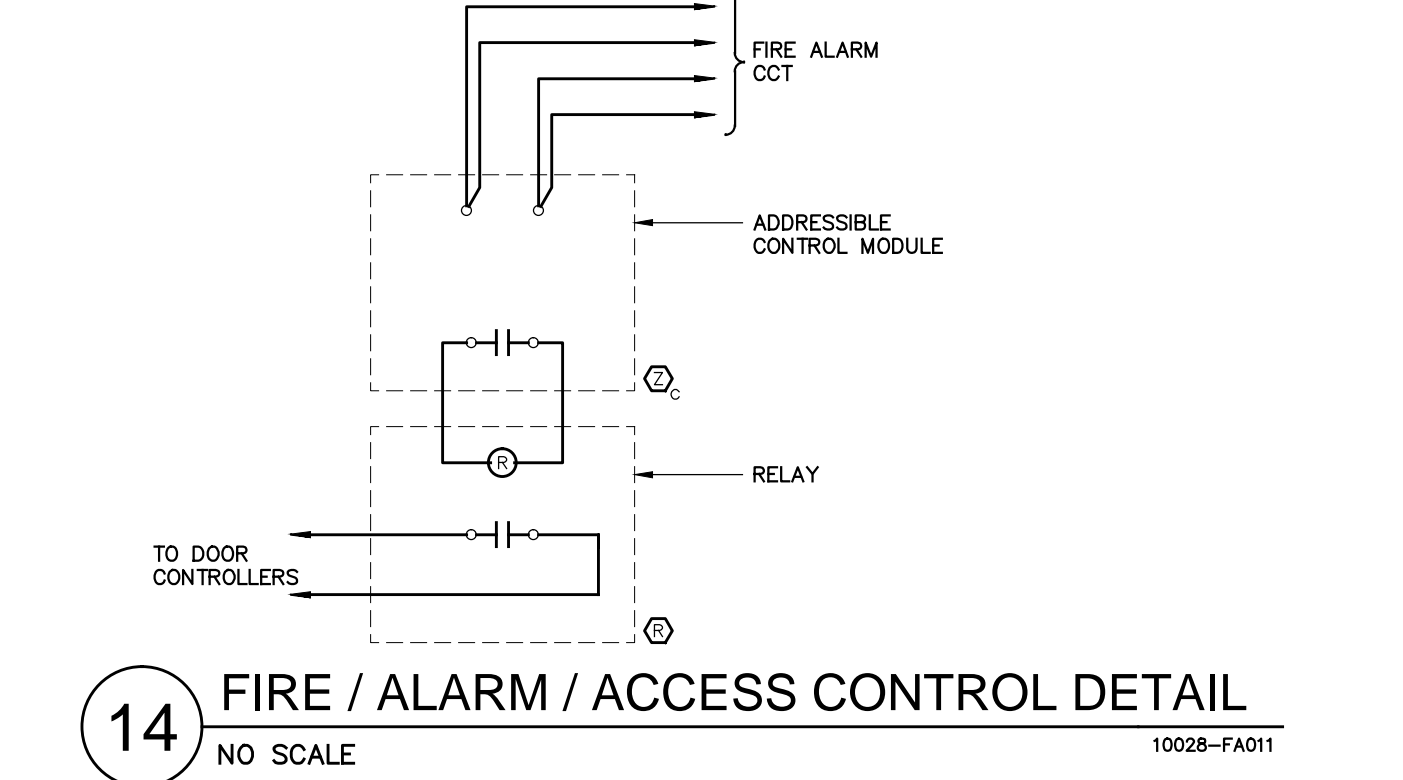 FIRE ALARM
CCT
ADDRESSIBLE
CONTROL MODULE
Z
C
R
RELAY
TO DOOR
CONTROLLERS
R
14
FIRE / ALARM / ACCESS CONTROL DETAIL
NO SCALE
10028-FA011